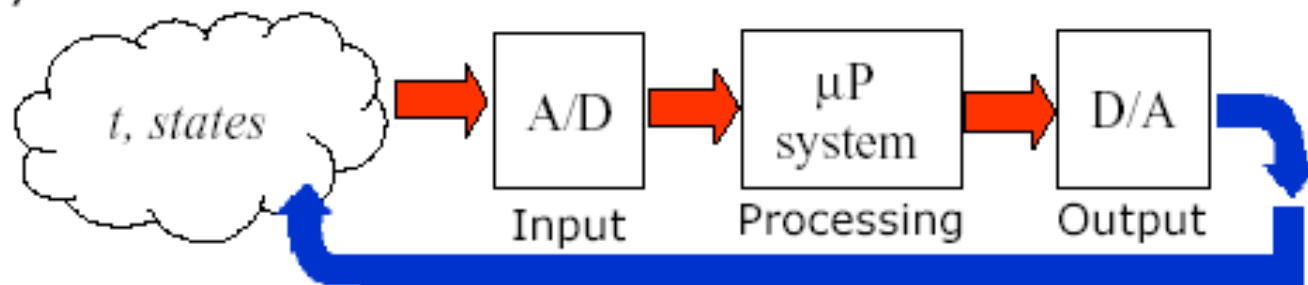 t, states
A/D
μP
system
D/A
Input
Processing
Output